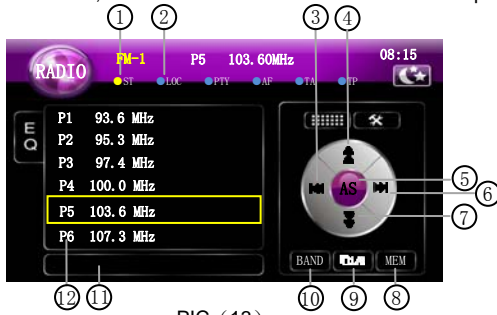 ① ② ③ ④
FM-1 P5 103.60MHz 08:15
RADIO
ST LOC PTY AF TA TP
EQ
P1 93.6 MHz
P2 95.3 MHz
P3 97.4 MHz
P4 100.0 MHz
P5 103.6 MHz
P6 107.3 MHz
AS
⑤
⑥
⑦
BAND MEM
⑫ ⑪ ⑩ ⑨ ⑧